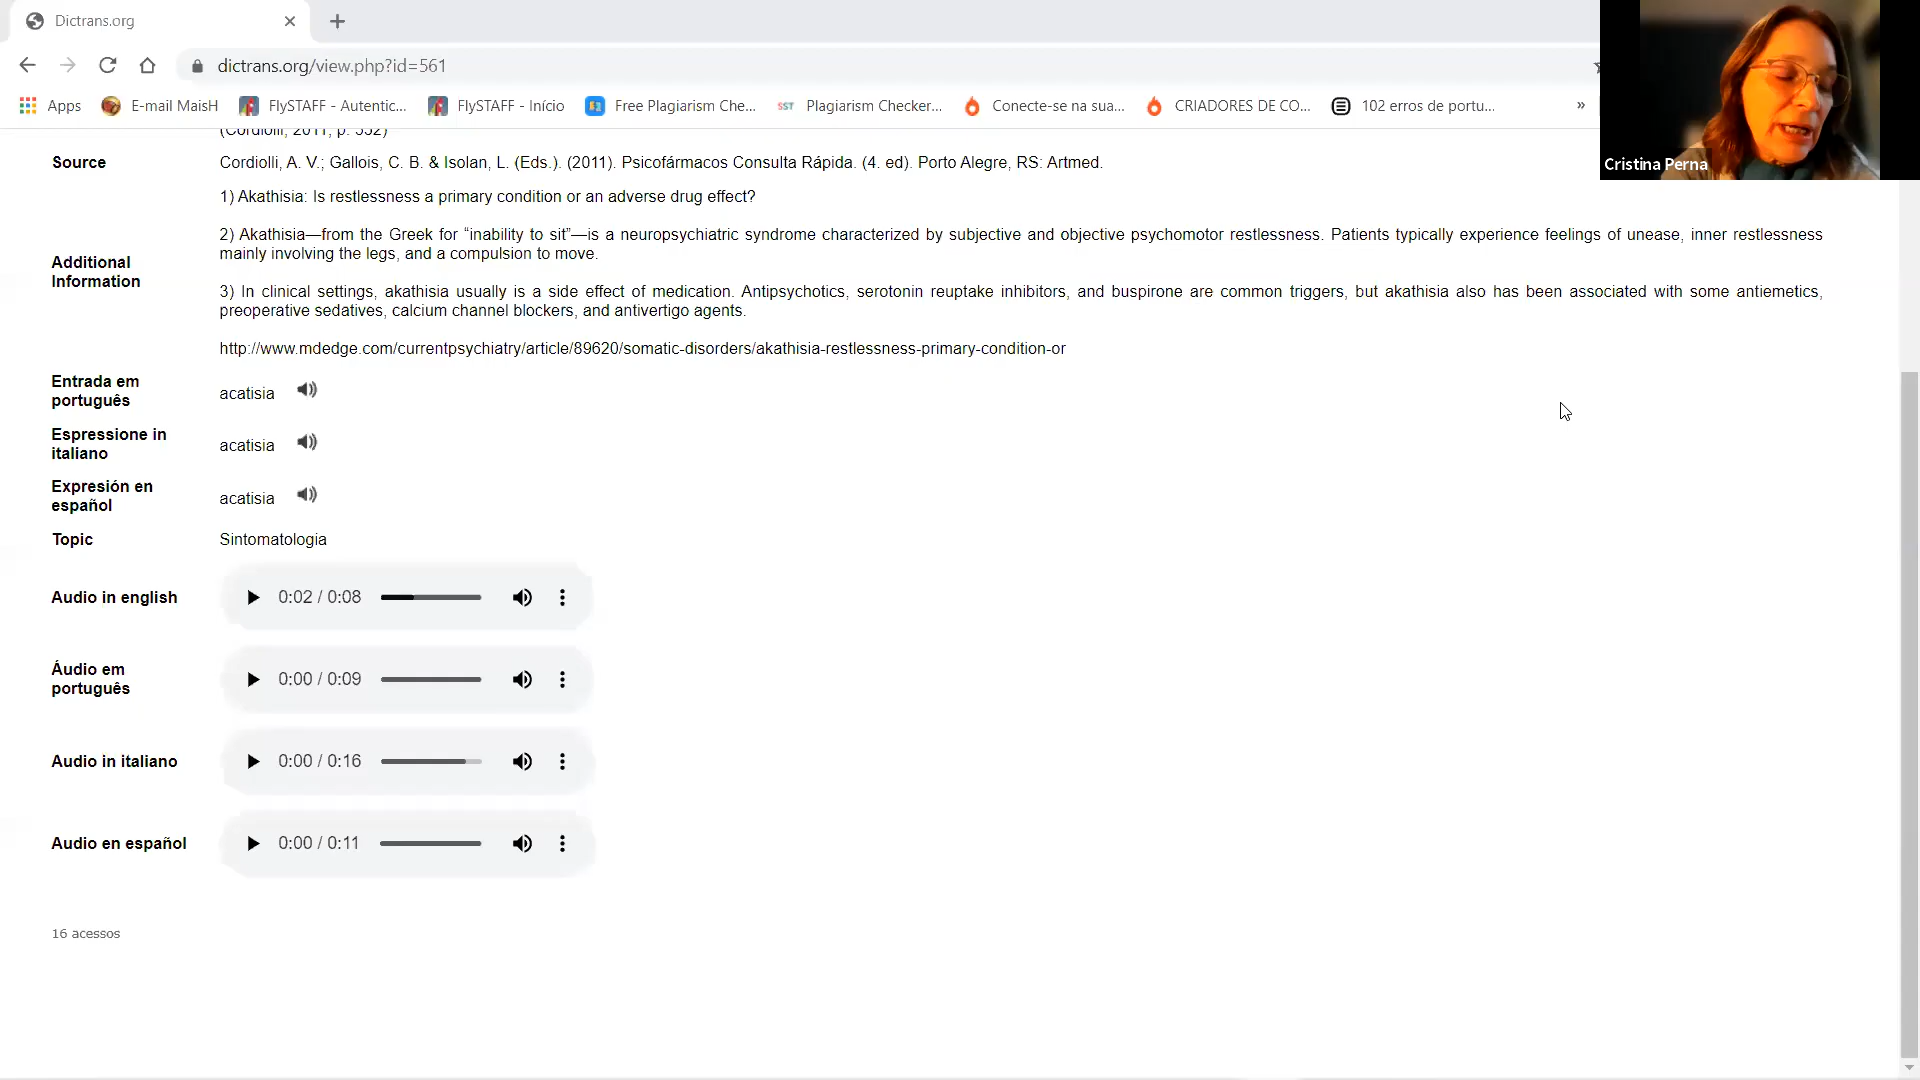 Dictrans.org
dictrans.org/view.php?id=561
Apps E-mail MaisH FlySTAFF - Autentic... FlySTAFF - Início Free Plagiarism Che... SST Plagiarism Checker... Conecte-se na sua... CRIADORES DE CO... 102 erros de portu... »
(Cordiolli, 2011, p. 332)
Source Cordiolli, A. V.; Gallois, C. B. & Isolan, L. (Eds.). (2011). Psicofármacos Consulta Rápida. (4. ed). Porto Alegre, RS: Artmed.
Cristina Perna
1) Akathisia: Is restlessness a primary condition or an adverse drug effect?
Additional
Information
2) Akathisia—from the Greek for “inability to sit”—is a neuropsychiatric syndrome characterized by subjective and objective psychomotor restlessness. Patients typically experience feelings of unease, inner restlessness
mainly involving the legs, and a compulsion to move.
3) In clinical settings, akathisia usually is a side effect of medication. Antipsychotics, serotonin reuptake inhibitors, and buspirone are common triggers, but akathisia also has been associated with some antiemetics,
preoperative sedatives, calcium channel blockers, and antivertigo agents.
http://www.mdedge.com/currentpsychiatry/article/89620/somatic-disorders/akathisia-restlessness-primary-condition-or
Entrada em
português
acatisia
Espressione in
italiano
acatisia
Expresión en
español
acatisia
Topic Sintomatologia
Audio in english 0:02 / 0:08
Áudio em
português
0:00 / 0:09
Audio in italiano 0:00 / 0:16
Audio en español 0:00 / 0:11
16 acessos